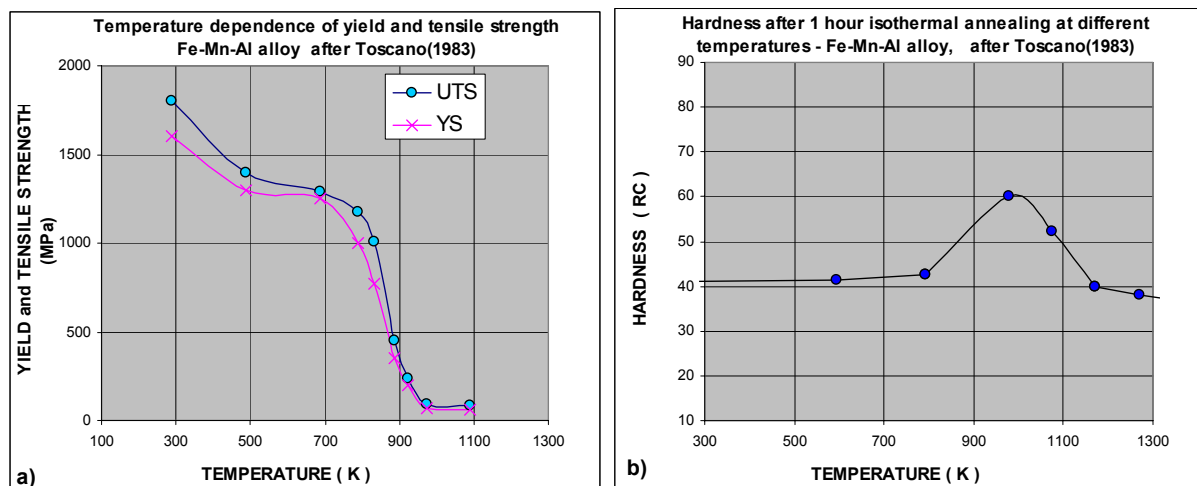 Temperature dependence of yield and tensile strength
Fe-Mn-Al alloy after Toscano(1983)
2000
1500
1000
500
0
YIELD and TENSILE STRENGTH
(MPa)
UTS
YS
100 300 500 700 900 1100 1300
TEMPERATURE ( K )
a)
Hardness after 1 hour isothermal annealing at different
temperatures - Fe-Mn-Al alloy, after Toscano(1983)
90
80
70
60
50
40
30
20
10
HARDNESS ( RC )
300 500 700 900 1100 1300
TEMPERATURE ( K )
b)